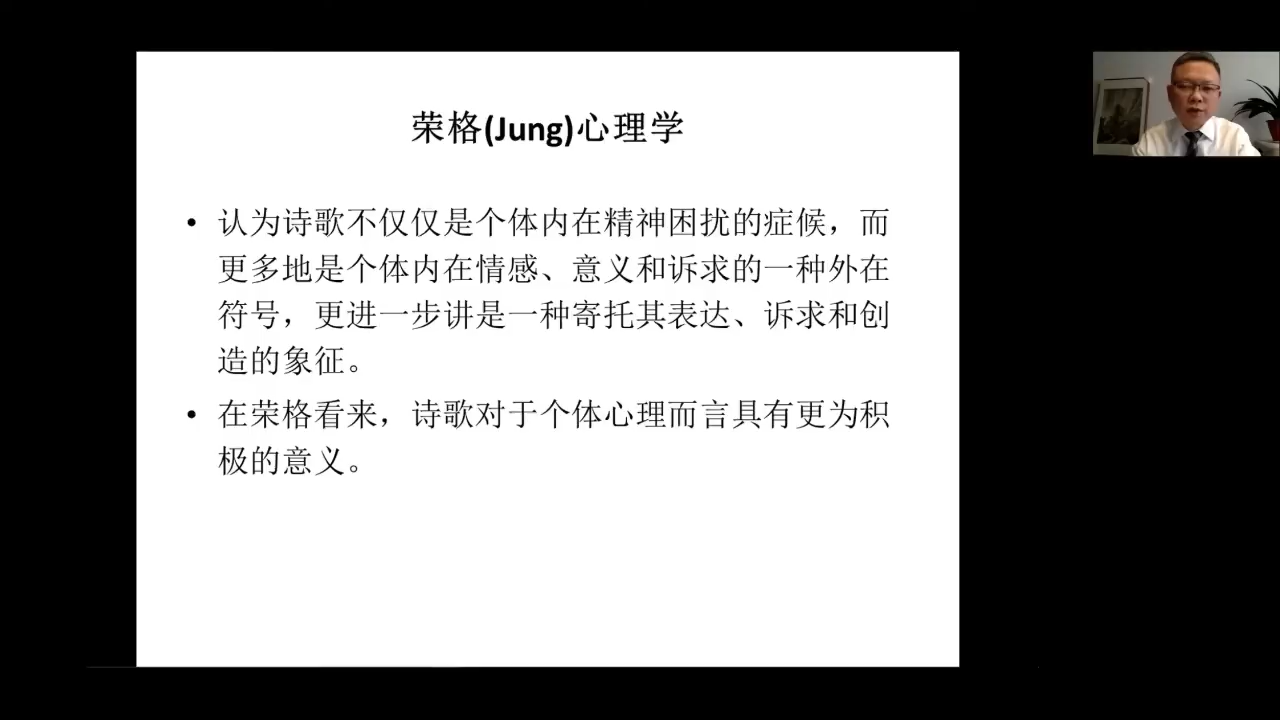 荣格(Jung)心理学
• 认为诗歌不仅仅是个体内在精神困扰的症候，而
更多地是个体内在情感、意义和诉求的一种外在
符号，更进一步讲是一种寄托其表达、诉求和创
造的象征。
• 在荣格看来，诗歌对于个体心理而言具有更为积
极的意义。